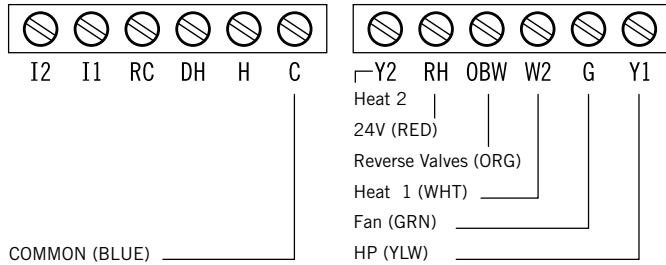 I2 I1 RC DH H C
Y2 RH OBW W2 G Y1
Heat 2
24V (RED)
Reverse Valves (ORG)
Heat 1 (WHT)
Fan (GRN)
COMMON (BLUE)
HP (YLW)